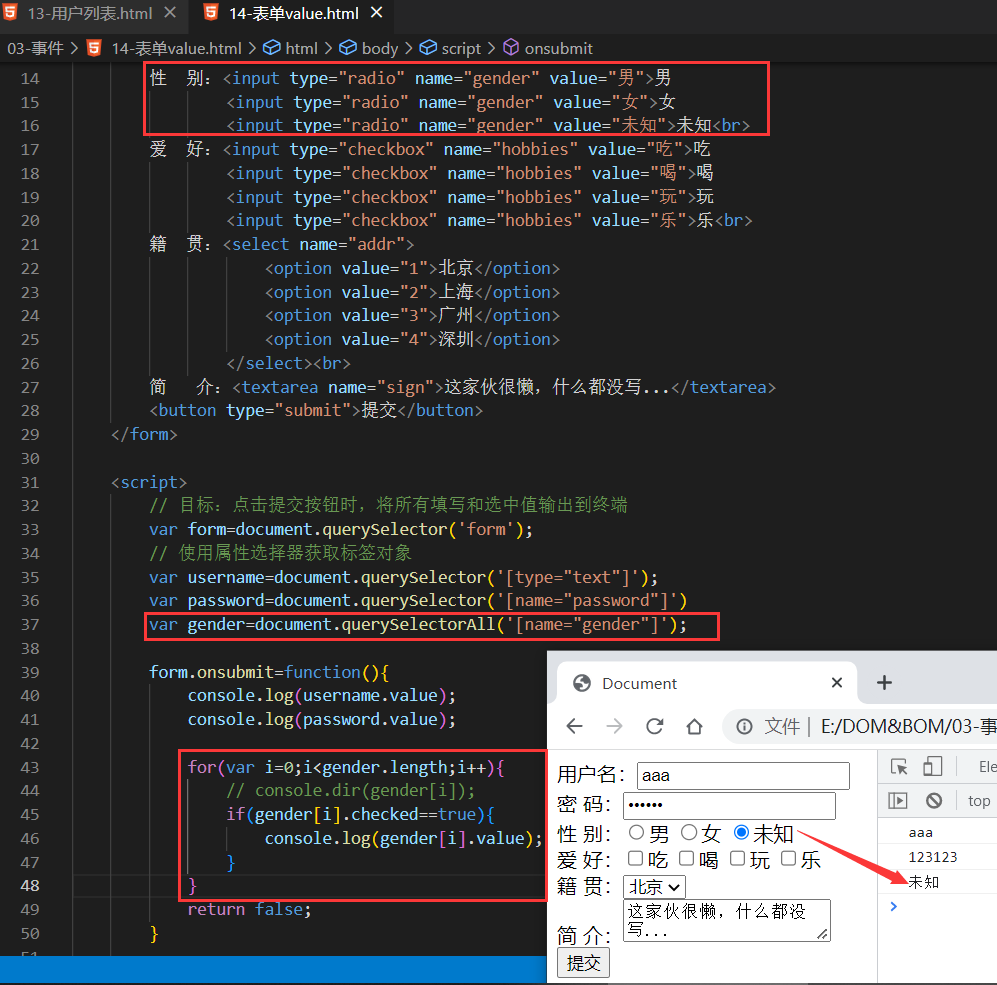 13-用户列表.html
14-表单value.html
03-事件 > 14-表单value.html > html > body > script > onsubmit
14 性 别：<input type="radio" name="gender" value="男">男
15 <input type="radio" name="gender" value="女">女
16 <input type="radio" name="gender" value="未知">未知<br>
17 爱 好：<input type="checkbox" name="hobbies" value="吃">吃
18 <input type="checkbox" name="hobbies" value="喝">喝
19 <input type="checkbox" name="hobbies" value="玩">玩
20 <input type="checkbox" name="hobbies" value="乐">乐<br>
21 籍 贯：<select name="addr">
22 <option value="1">北京</option>
23 <option value="2">上海</option>
24 <option value="3">广州</option>
25 <option value="4">深圳</option>
26 </select><br>
27 简 介：<textarea name="sign">这家伙很懒，什么都没写...</textarea>
28 <button type="submit">提交</button>
29 </form>
30
31 <script>
32 // 目标：点击提交按钮时，将所有填写和选中值输出到终端
33 var form=document.querySelector('form');
34 // 使用属性选择器获取标签对象
35 var username=document.querySelector('[type="text"]');
36 var password=document.querySelector('[name="password"]')
37 var gender=document.querySelectorAll('[name="gender"]');
38
39 form.onsubmit=function(){
40 console.log(username.value);
41 console.log(password.value);
42
43 for(var i=0;i<gender.length;i++){
44 // console.dir(gender[i]);
45 if(gender[i].checked==true){
46 console.log(gender[i].value);
47 }
48 }
49 return false;
50 }
51
Document
文件 | E:/DOM&BOM/03-事
用户名： aaa
密 码： ••••••
性 别： 男 女 未知
爱 好： 吃 喝 玩 乐
籍 贯： 北京
这家伙很懒，什么都没
写...
简 介：
提交
Ele
top
aaa
123123
未知